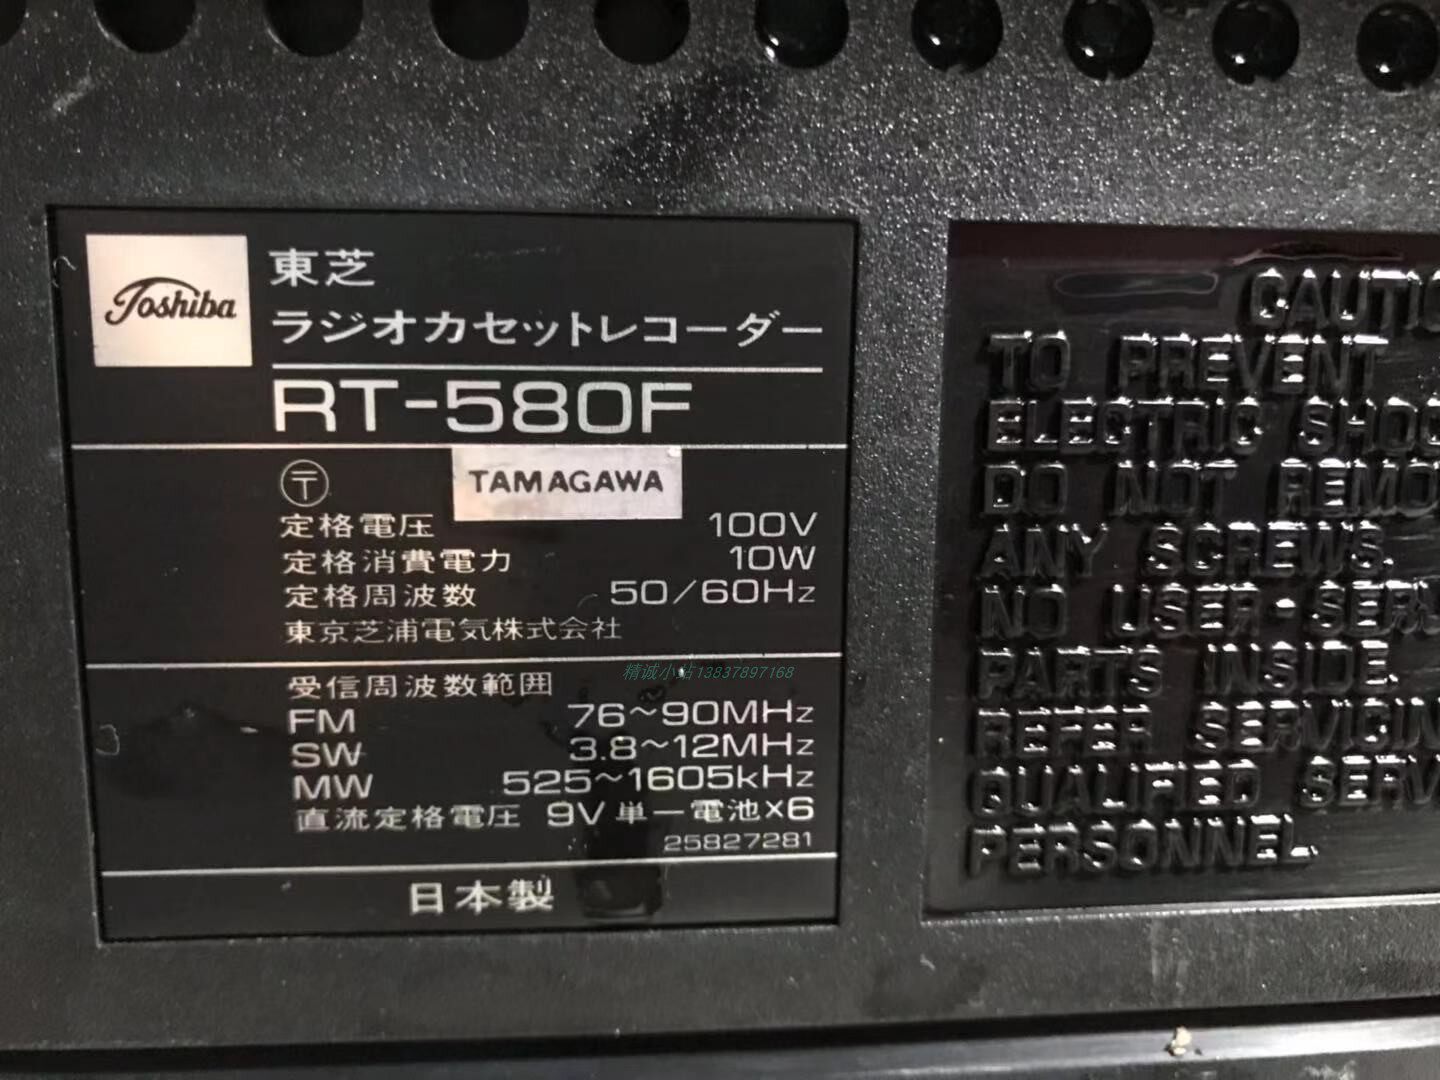 Toshiba
東芝
ラジオカセットレコーダー
RT-580F
〒
TAMAGAWA
定格電圧 100V
定格消費電力 10W
定格周波数 50/60Hz
東京芝浦電気株式会社
精诚小站13837897168
受信周波数範囲
FM 76~90MHz
SW 3.8~12MHz
MW 525~1605kHz
直流定格電圧 9V 単一電池×6
25827281
日本製
CAUTIO
TO PREVENT
ELECTRIC SHOC
DO NOT REMO
ANY SCREWS.
NO USER-SERV
PARTS INSIDE.
REFER SERVICIN
QUALIFIED SERV
PERSONNEL.